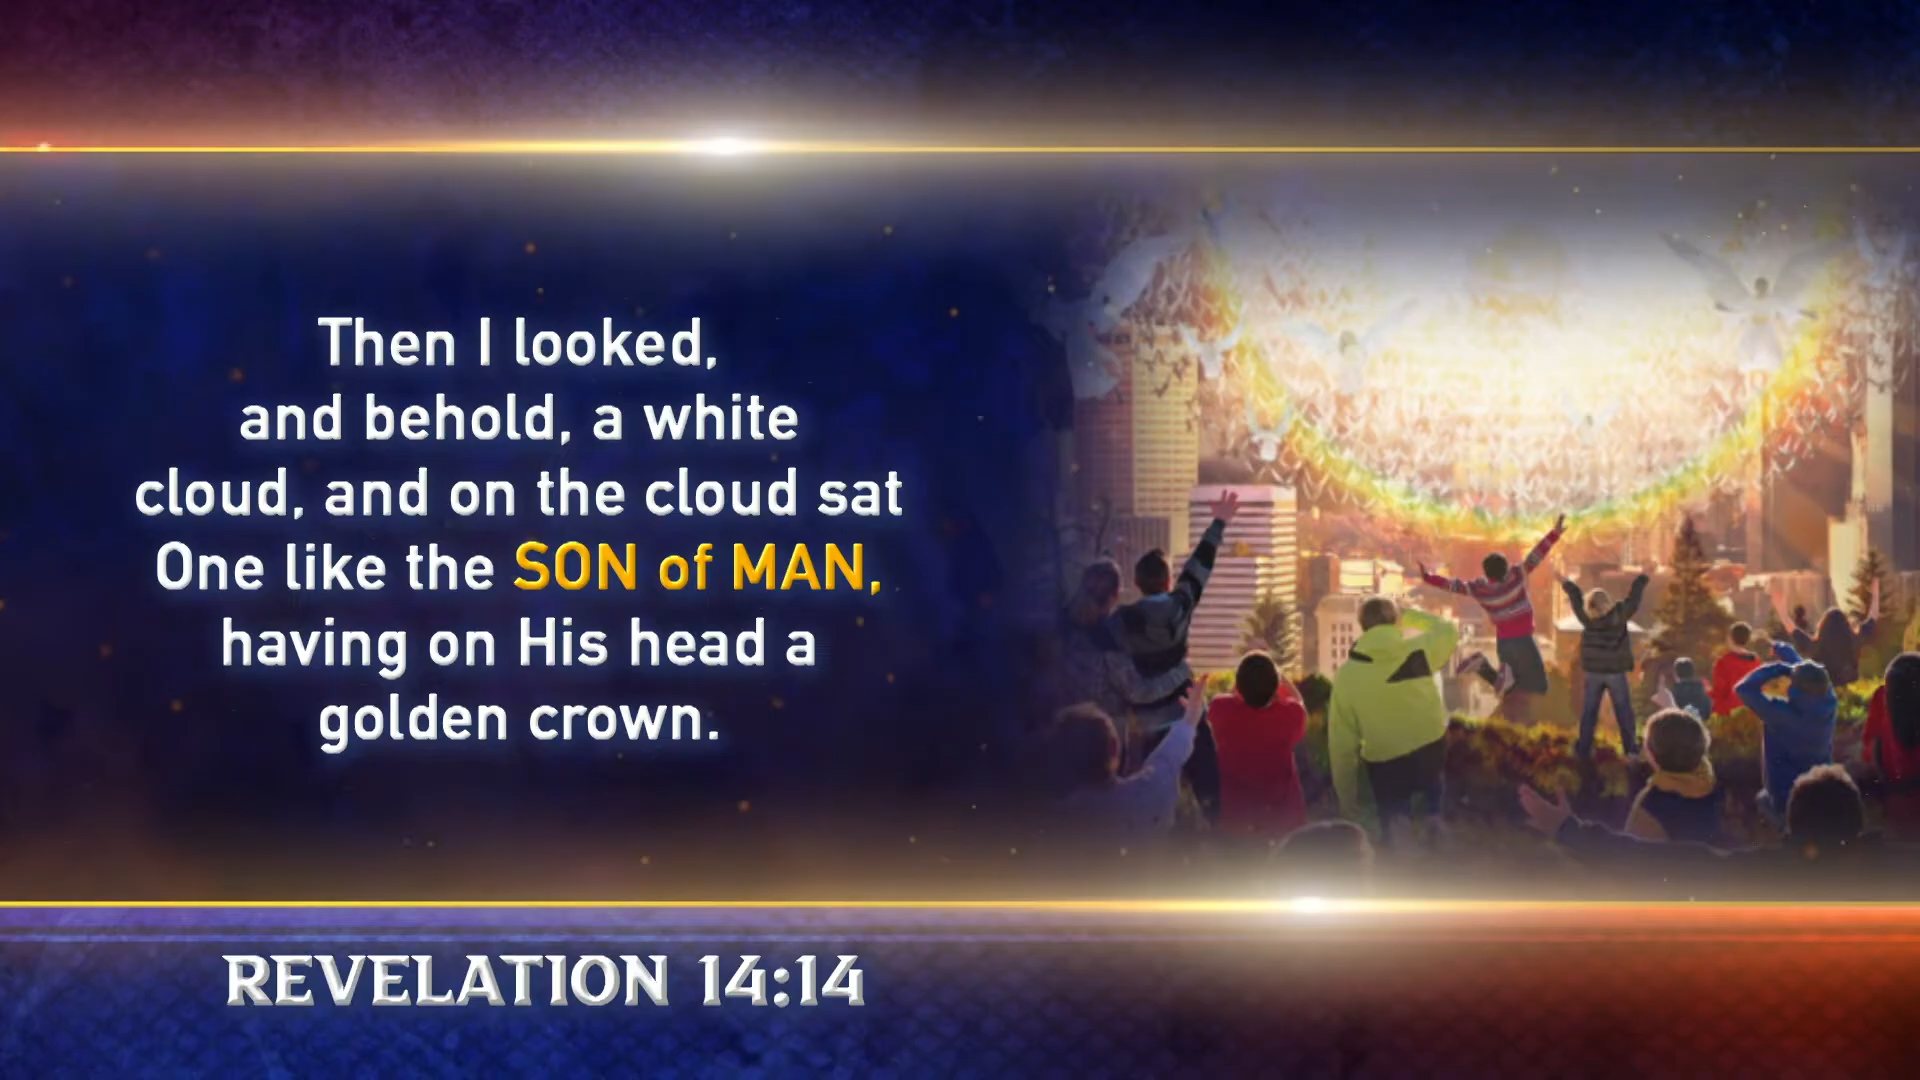 Then I looked,
and behold, a white
cloud, and on the cloud sat
One like the SON of MAN,
having on His head a
golden crown.
REVELATION 14:14